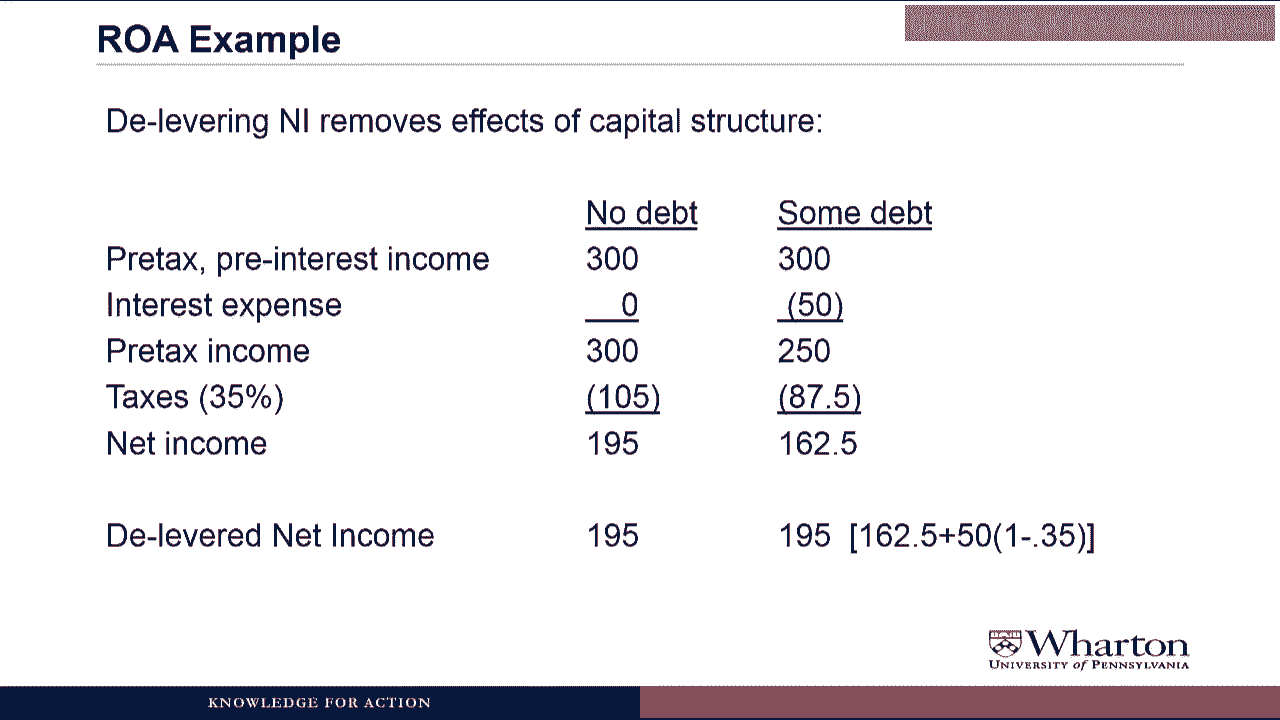 ROA Example
De-levering NI removes effects of capital structure:
No debt Some debt
Pretax, pre-interest income 300 300
Interest expense 0 (50)
Pretax income 300 250
Taxes (35%) (105) (87.5)
Net income 195 162.5
De-levered Net Income 195 195 [162.5+50(1-.35)]
Wharton
UNIVERSITY of PENNSYLVANIA
KNOWLEDGE FOR ACTION